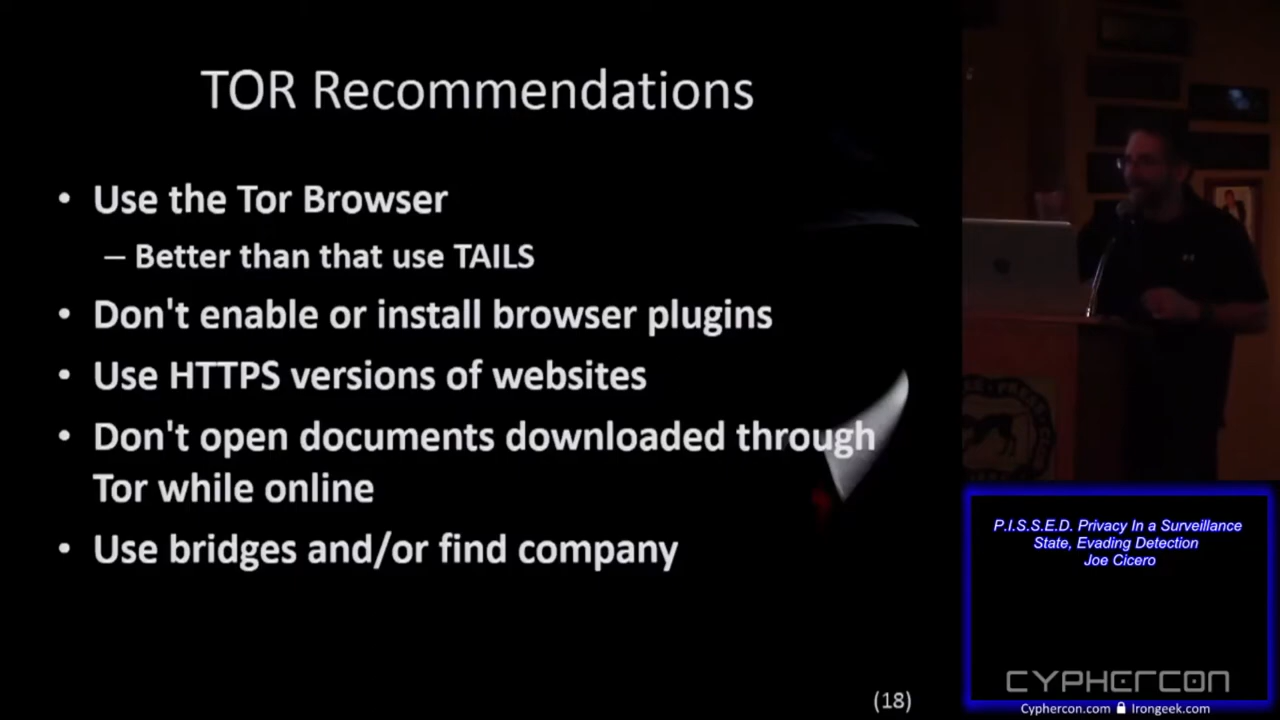 TOR Recommendations
• Use the Tor Browser
– Better than that use TAILS
• Don't enable or install browser plugins
• Use HTTPS versions of websites
• Don't open documents downloaded through
Tor while online
• Use bridges and/or find company
(18)
P.I.S.S.E.D. Privacy In a Surveillance
State, Evading Detection
Joe Cicero
CYPHERCON
Cyphercon.com Irongeek.com